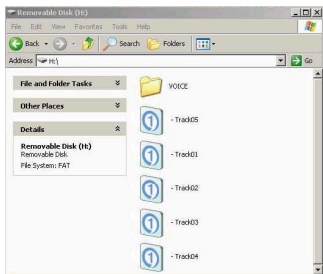 Removable Disk (H:)
File Edit View Favorites Tools Help
Back Search Folders
Address H:\ Go
File and Folder Tasks
Other Places
Details
Removable Disk (H:)
Removable Disk
File System: FAT
VOICE
- Track05
- Track01
- Track02
- Track03
- Track04